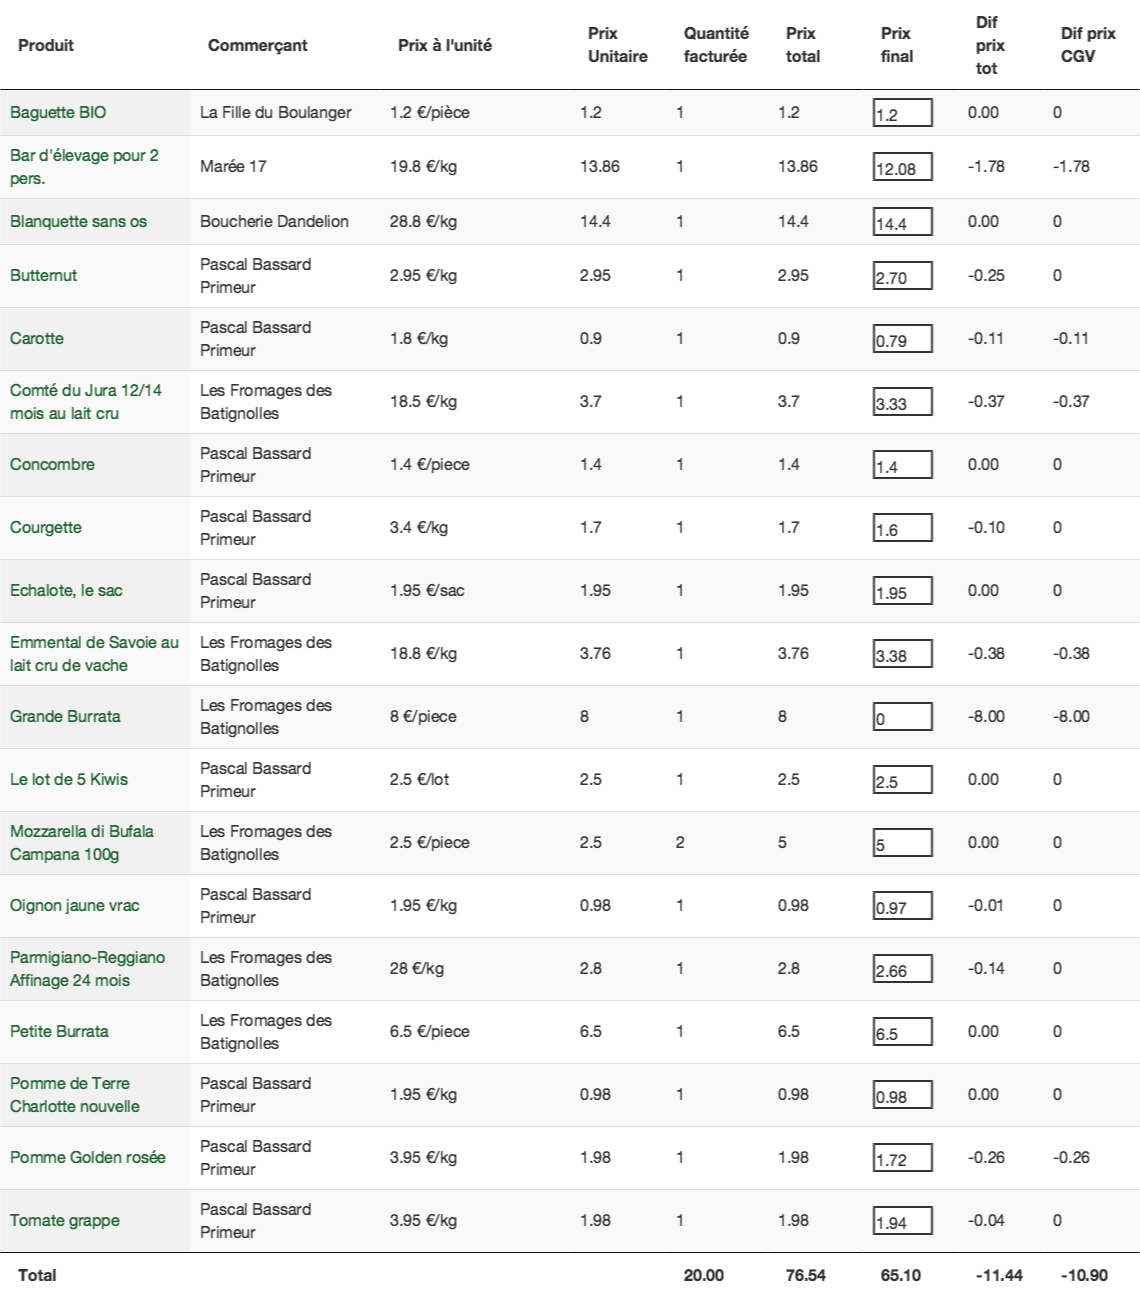 Produit Commerçant Prix à l'unité Prix Unitaire Quantité facturée Prix total Prix final Dif prix tot Dif prix CGV
Baguette BIO La Fille du Boulanger 1.2 €/pièce 1.2 1 1.2 1.2 0.00 0
Bar d'élevage pour 2 pers. Marée 17 19.8 €/kg 13.86 1 13.86 12.08 -1.78 -1.78
Blanquette sans os Boucherie Dandelion 28.8 €/kg 14.4 1 14.4 14.4 0.00 0
Butternut Pascal Bassard Primeur 2.95 €/kg 2.95 1 2.95 2.70 -0.25 0
Carotte Pascal Bassard Primeur 1.8 €/kg 0.9 1 0.9 0.79 -0.11 -0.11
Comté du Jura 12/14 mois au lait cru Les Fromages des Batignolles 18.5 €/kg 3.7 1 3.7 3.33 -0.37 -0.37
Concombre Pascal Bassard Primeur 1.4 €/piece 1.4 1 1.4 1.4 0.00 0
Courgette Pascal Bassard Primeur 3.4 €/kg 1.7 1 1.7 1.6 -0.10 0
Echalote, le sac Pascal Bassard Primeur 1.95 €/sac 1.95 1 1.95 1.95 0.00 0
Emmental de Savoie au lait cru de vache Les Fromages des Batignolles 18.8 €/kg 3.76 1 3.76 3.38 -0.38 -0.38
Grande Burrata Les Fromages des Batignolles 8 €/piece 8 1 8 0 -8.00 -8.00
Le lot de 5 Kiwis Pascal Bassard Primeur 2.5 €/lot 2.5 1 2.5 2.5 0.00 0
Mozzarella di Bufala Campana 100g Les Fromages des Batignolles 2.5 €/piece 2.5 2 5 5 0.00 0
Oignon jaune vrac Pascal Bassard Primeur 1.95 €/kg 0.98 1 0.98 0.97 -0.01 0
Parmigiano-Reggiano Affinage 24 mois Les Fromages des Batignolles 28 €/kg 2.8 1 2.8 2.66 -0.14 0
Petite Burrata Les Fromages des Batignolles 6.5 €/piece 6.5 1 6.5 6.5 0.00 0
Pomme de Terre Charlotte nouvelle Pascal Bassard Primeur 1.95 €/kg 0.98 1 0.98 0.98 0.00 0
Pomme Golden rosée Pascal Bassard Primeur 3.95 €/kg 1.98 1 1.98 1.72 -0.26 -0.26
Tomate grappe Pascal Bassard Primeur 3.95 €/kg 1.98 1 1.98 1.94 -0.04 0
Total 20.00 76.54 65.10 -11.44 -10.90